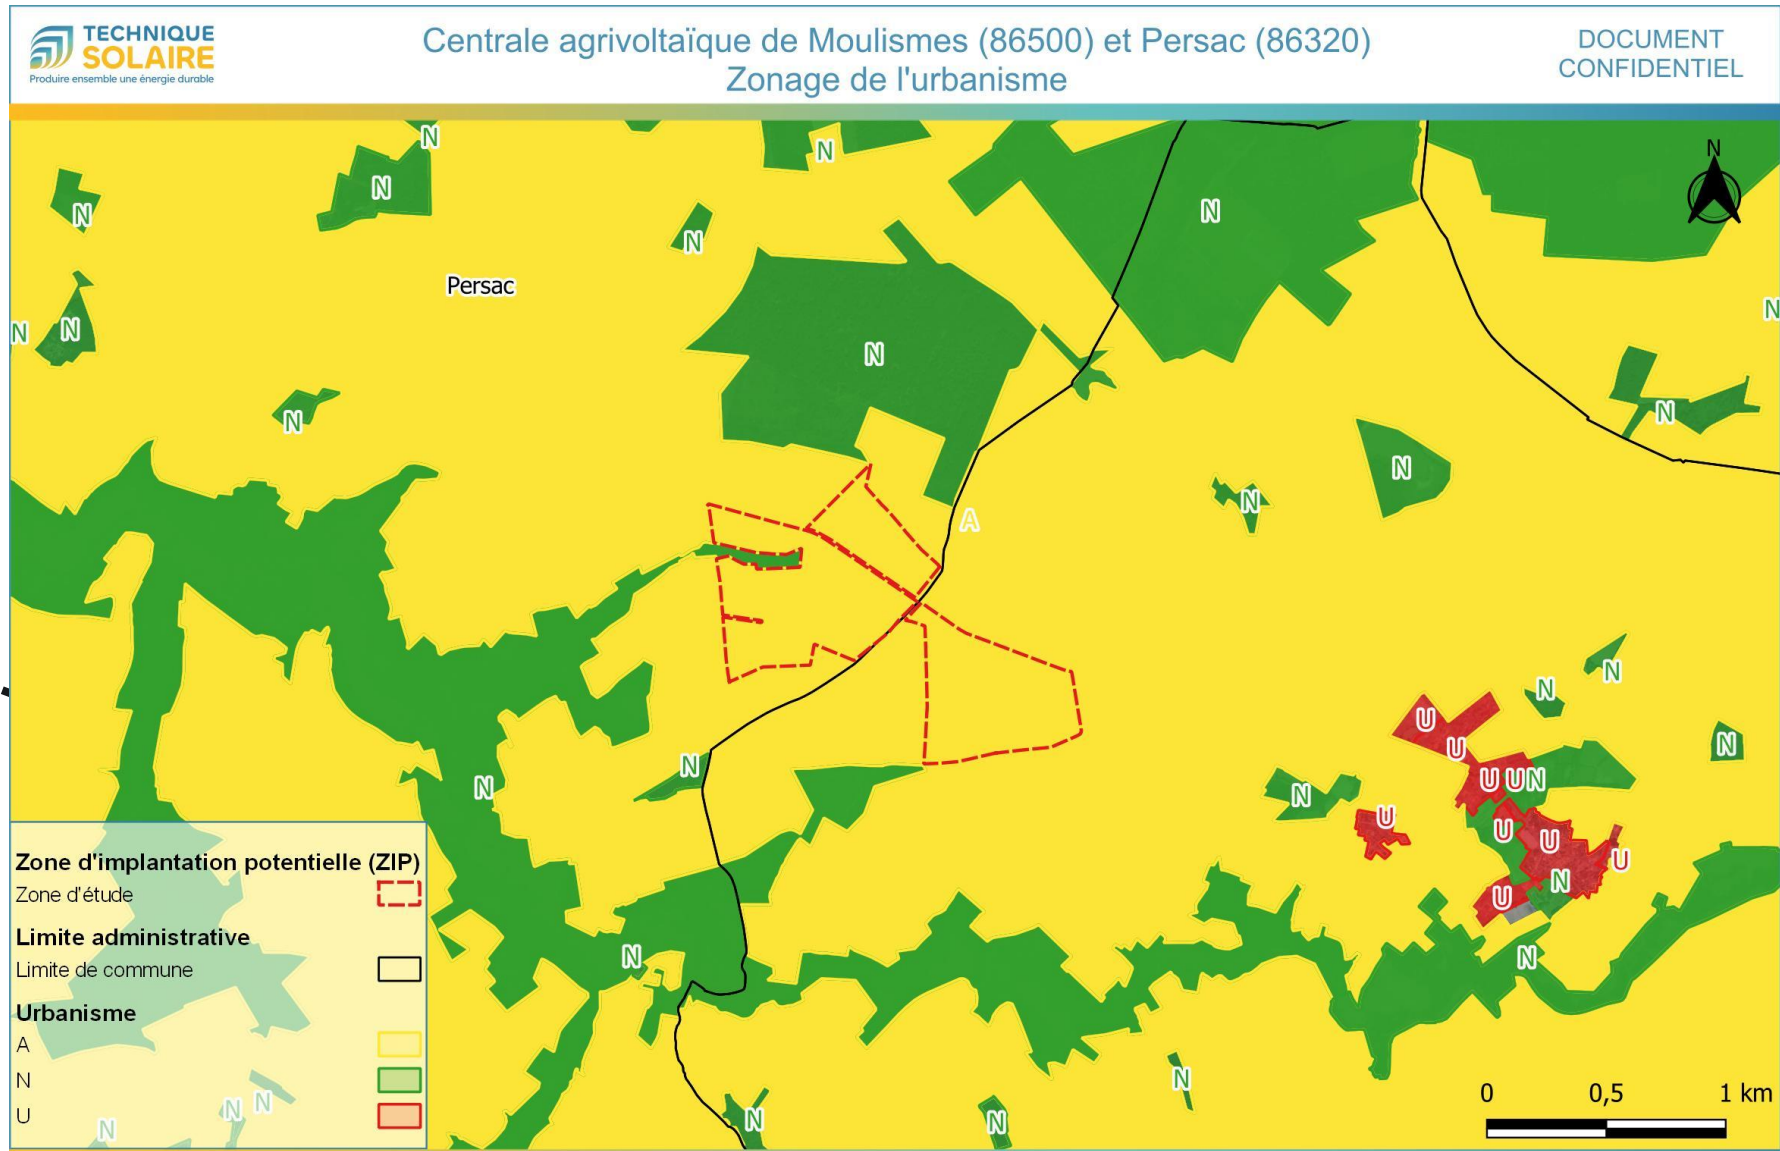 TECHNIQUE
SOLAIRE
Produire ensemble une énergie durable
Centrale agrivoltaïque de Moulismes (86500) et Persac (86320)
Zonage de l'urbanisme
DOCUMENT
CONFIDENTIEL
N
N
N
N
N
N
N
N
Persac
N
N
N
N
N
N
N
N
N
A
N
N
N
U
U
N
N
N
N
U
U
N
N
U
U
U
U
N
U
N
N
N
N
N
Zone d'implantation potentielle (ZIP)
Zone d'étude
Limite administrative
Limite de commune
Urbanisme
A
N
U
N
N
N
0 0,5 1 km